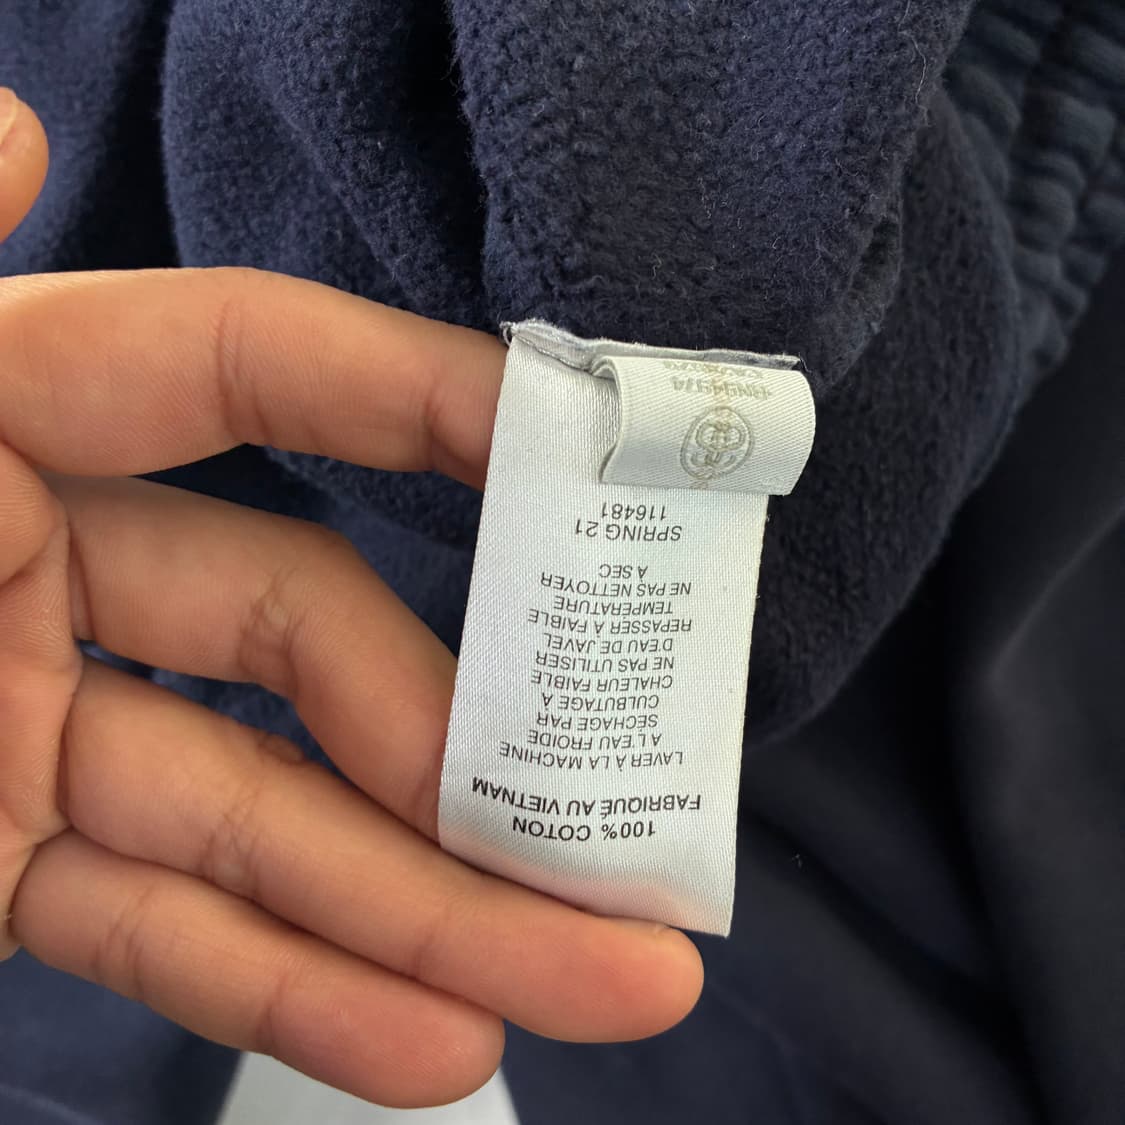 100% COTON
FABRIQUÉ AU VIETNAM
LAVER À LA MACHINE
A L'EAU FROIDE
SÉCHAGE PAR
CULBUTAGE À
CHALEUR FAIBLE
NE PAS UTILISER
D'EAU DE JAVEL
REPASSER À FAIBLE
TEMPÉRATURE
NE PAS NETTOYER
À SEC
SPRING 21
116481